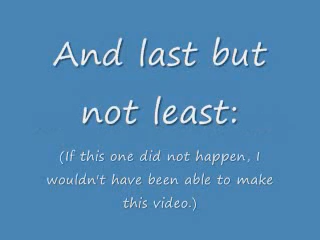 And last but
not least:
(If this one did not happen, I
wouldn't have been able to make
this video.)